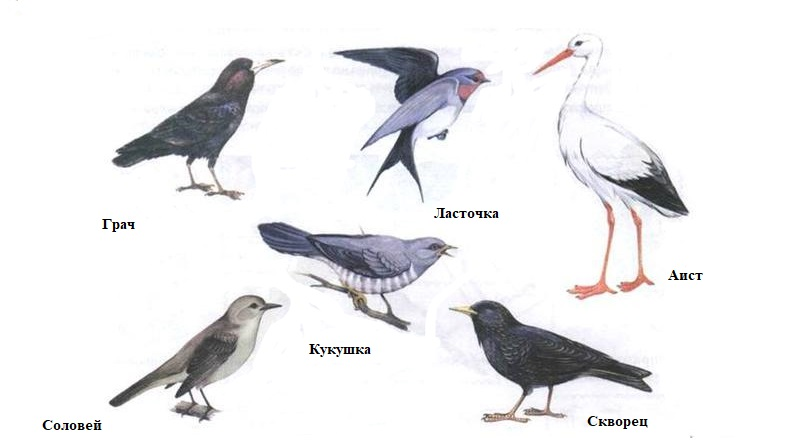 Грач
Ласточка
Аист
Кукушка
Соловей
Скворец